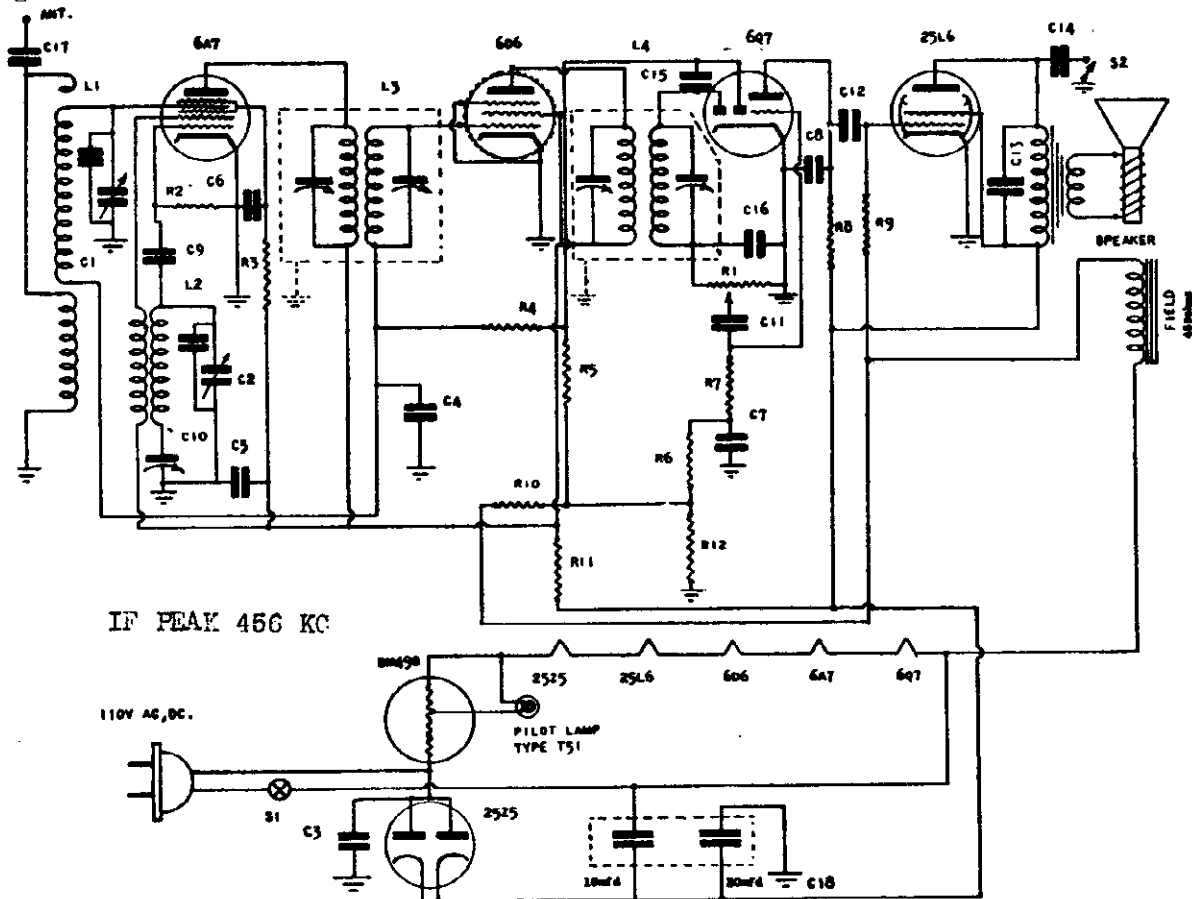 ANT.
C17
6A7
6D6
L4
6Q7
25L6
C14
S2
L1
L3
C15
C12
C8
C13
R2
C6
C9
R3
C16
R8
R9
SPEAKER
C1
L2
R1
FIELD
R4
C11
R5
C2
R7
C4
C7
C10
C5
R6
R10
R12
R11
IF PEAK 456 KC
BM49B
25Z5
25L6
6D6
6A7
6Q7
110V AC,DC.
PILOT LAMP
TYPE T51
S1
25Z5
C3
C18